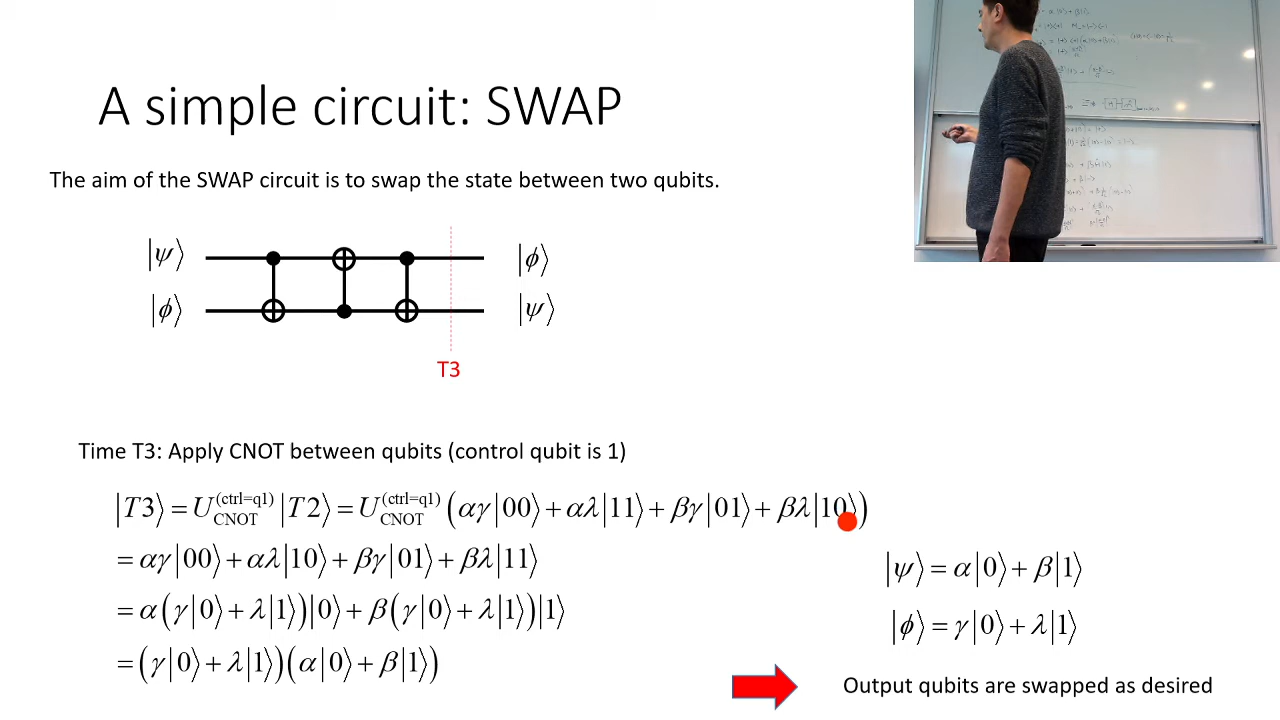 A simple circuit: SWAP
The aim of the SWAP circuit is to swap the state between two qubits.
|ψ⟩ |ϕ⟩
|ϕ⟩ |ψ⟩
T3
Time T3: Apply CNOT between qubits (control qubit is 1)
|T3⟩ = U_CNOT^(ctrl=q1) |T2⟩ = U_CNOT^(ctrl=q1) (αγ|00⟩ + αλ|11⟩ + βγ|01⟩ + βλ|10⟩)
= αγ|00⟩ + αλ|10⟩ + βγ|01⟩ + βλ|11⟩
= α(γ|0⟩ + λ|1⟩)|0⟩ + β(γ|0⟩ + λ|1⟩)|1⟩
= (γ|0⟩ + λ|1⟩)(α|0⟩ + β|1⟩)
|ψ⟩ = α|0⟩ + β|1⟩
|ϕ⟩ = γ|0⟩ + λ|1⟩
Output qubits are swapped as desired